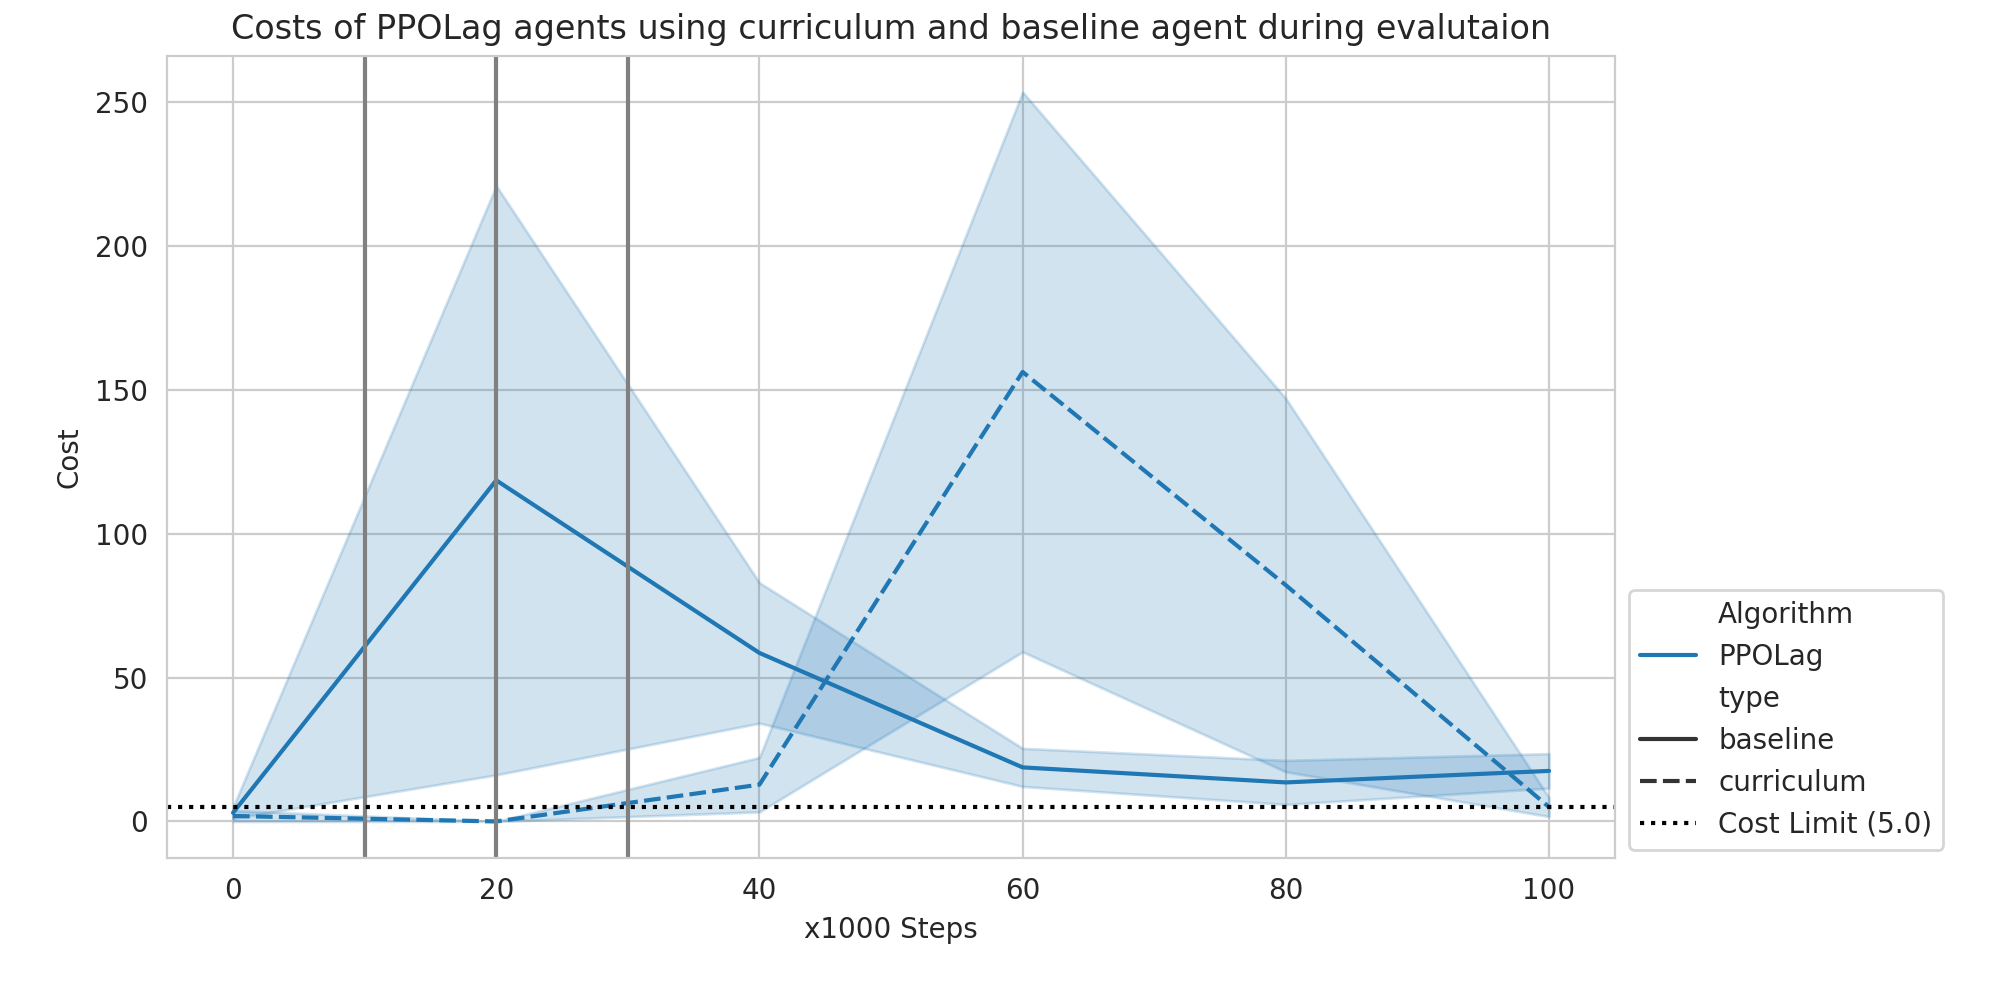 Costs of PPOLag agents using curriculum and baseline agent during evalutaion
250
200
150
100
50
0
Cost
0 20 40 60 80 100
x1000 Steps
Algorithm
PPOLag
type
baseline
curriculum
Cost Limit (5.0)